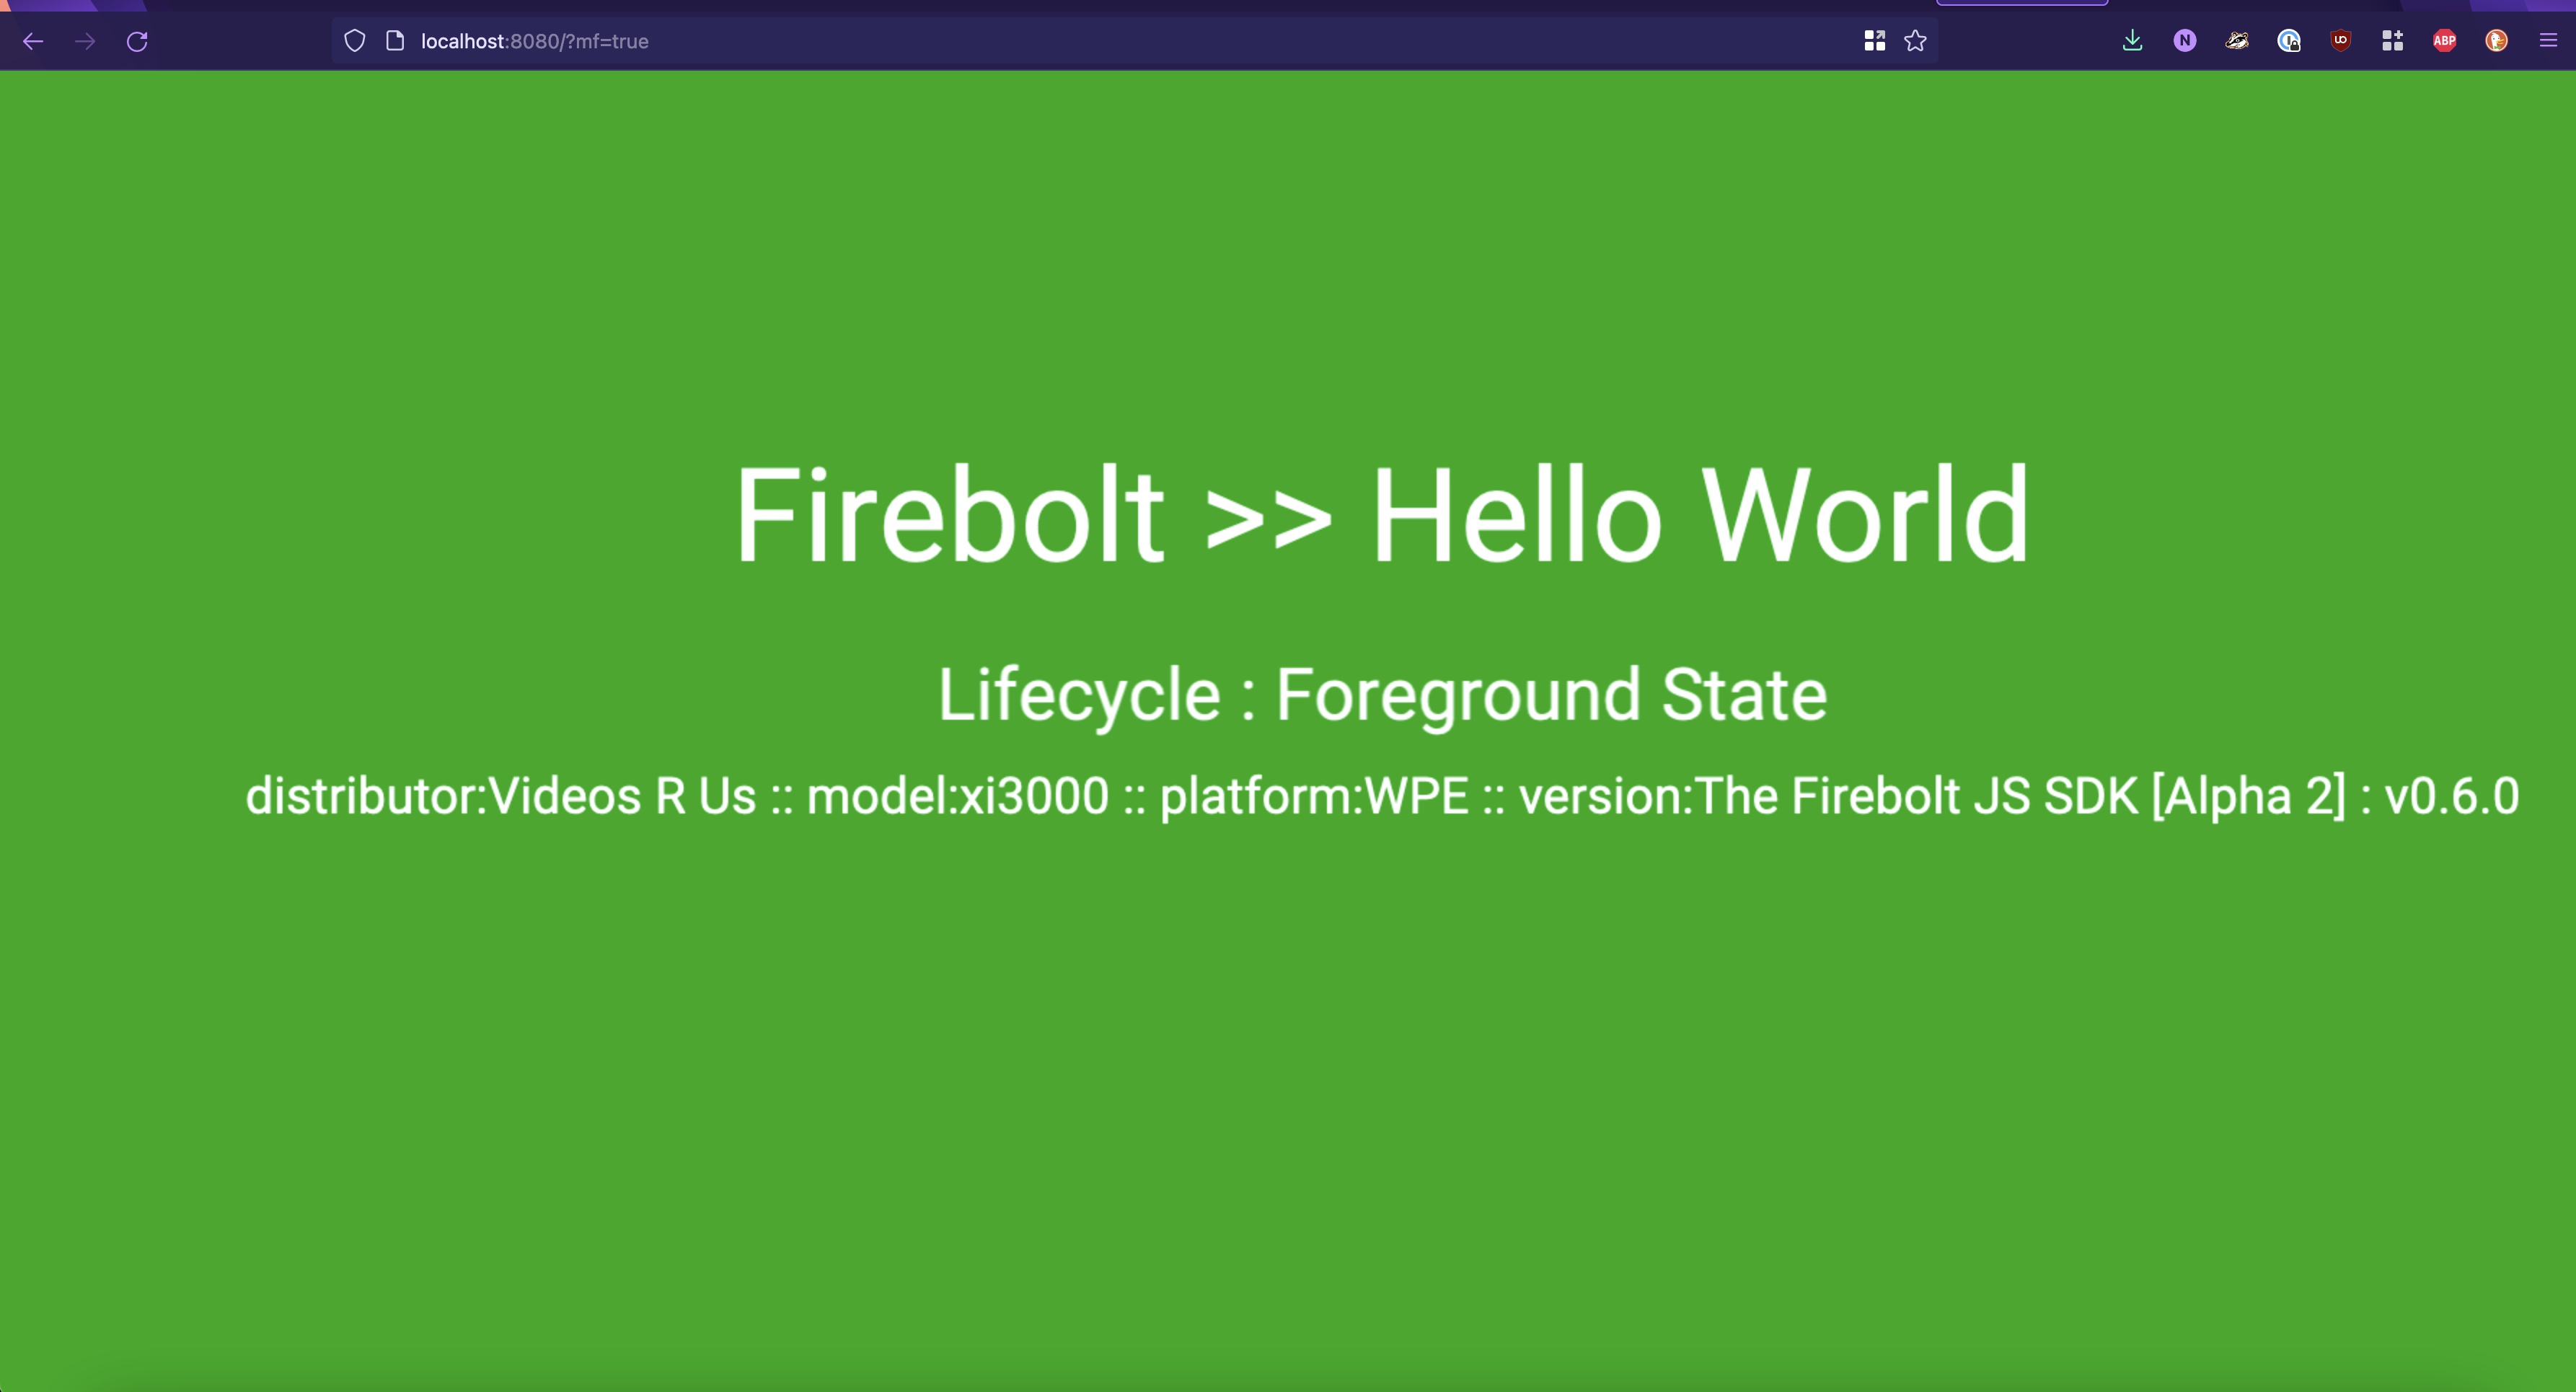 localhost:8080/?mf=true
N
UO
ABP
Firebolt >> Hello World
Lifecycle : Foreground State
distributor:Videos R Us :: model:xi3000 :: platform:WPE :: version:The Firebolt JS SDK [Alpha 2] : v0.6.0